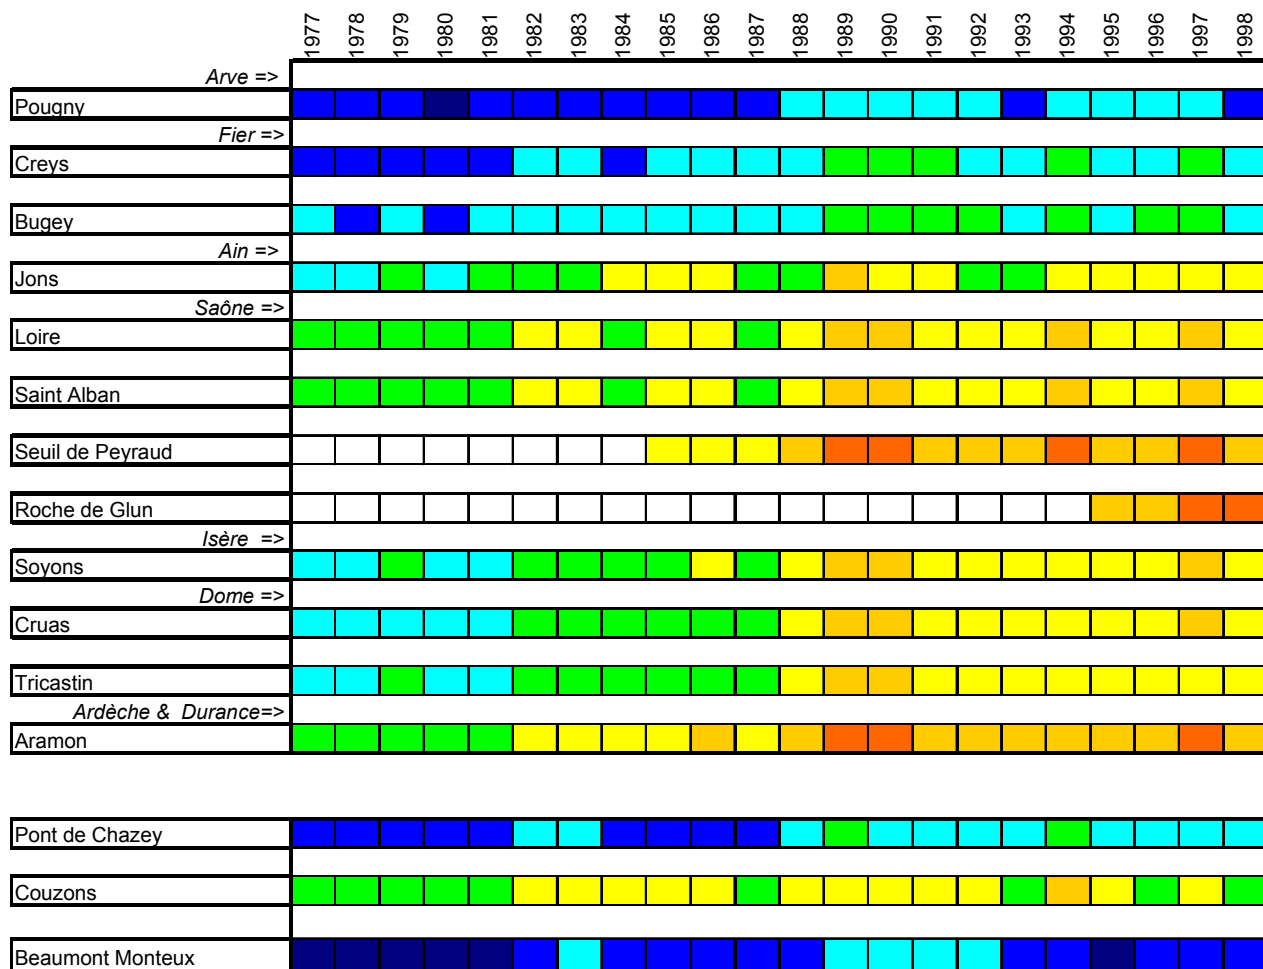 1977 1978 1979 1980 1981 1982 1983 1984 1985 1986 1987 1988 1989 1990 1991 1992 1993 1994 1995 1996 1997 1998
Arve =>
Pougny
Fier =>
Creys
Bugey
Ain =>
Jons
Saône =>
Loire
Saint Alban
Seuil de Peyraud
Roche de Glun
Isère =>
Soyons
Dome =>
Cruas
Tricastin
Ardèche & Durance=>
Aramon
Pont de Chazey
Couzons
Beaumont Monteux